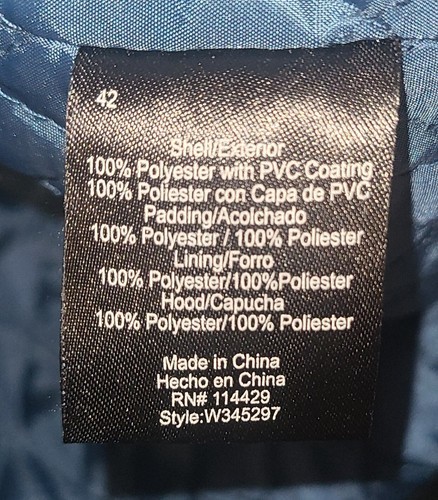 42
Shell/Exterior
100% Polyester with PVC Coating
100% Poliester con Capa de PVC
Padding/Acolchado
100% Polyester / 100% Poliester
Lining/Forro
100% Polyester/100%Poliester
Hood/Capucha
100% Polyester/100% Poliester
Made in China
Hecho en China
RN# 114429
Style:W345297